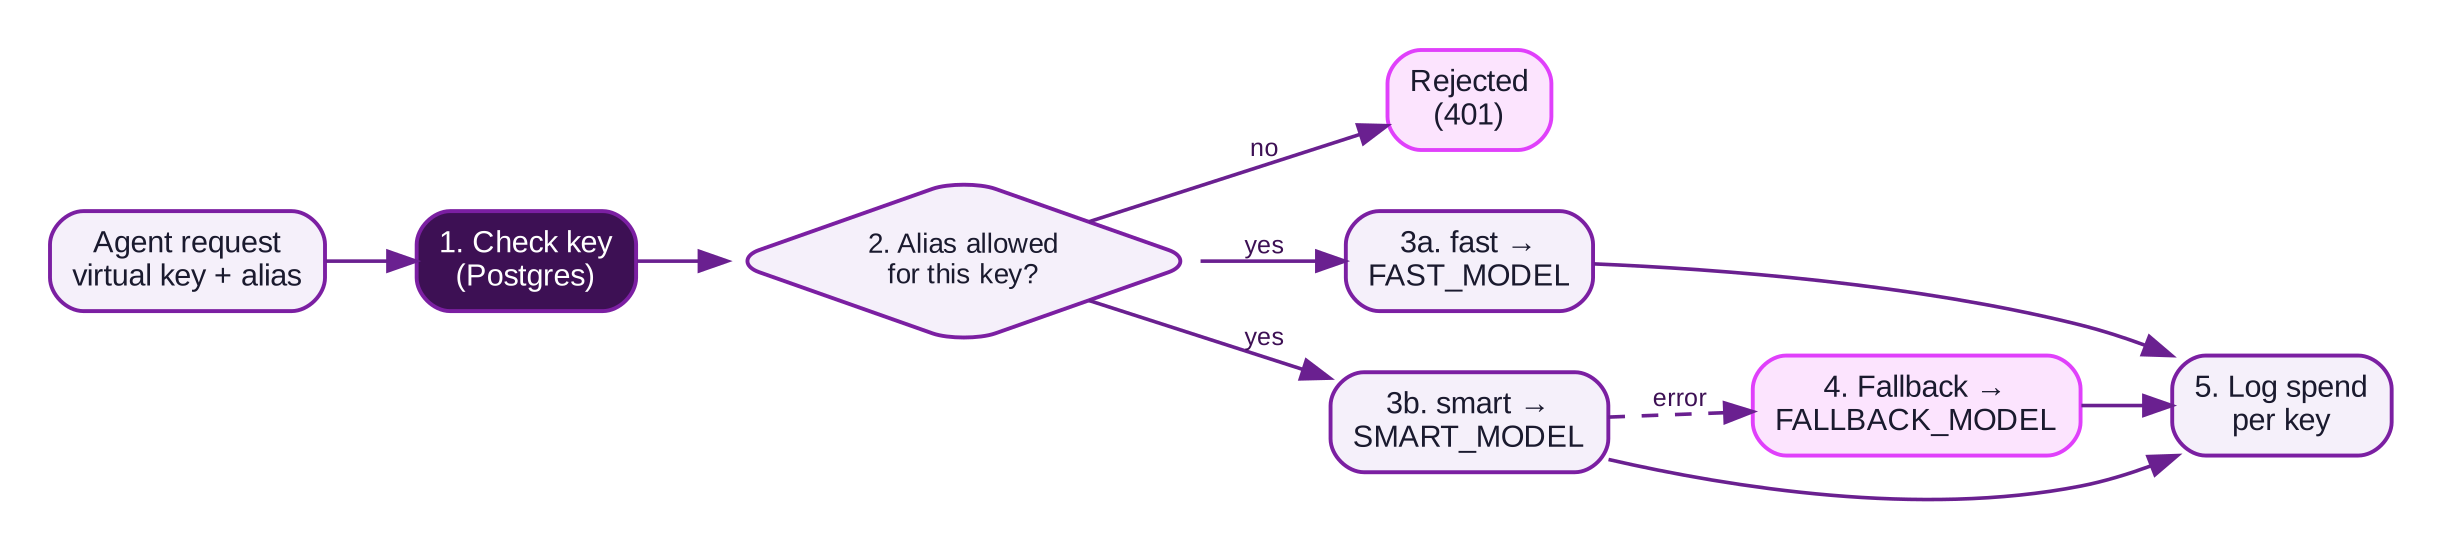 Agent request
virtual key + alias
1. Check key
(Postgres)
2. Alias allowed
for this key?
no
Rejected
(401)
yes
3a. fast →
FAST_MODEL
yes
3b. smart →
SMART_MODEL
error
4. Fallback →
FALLBACK_MODEL
5. Log spend
per key